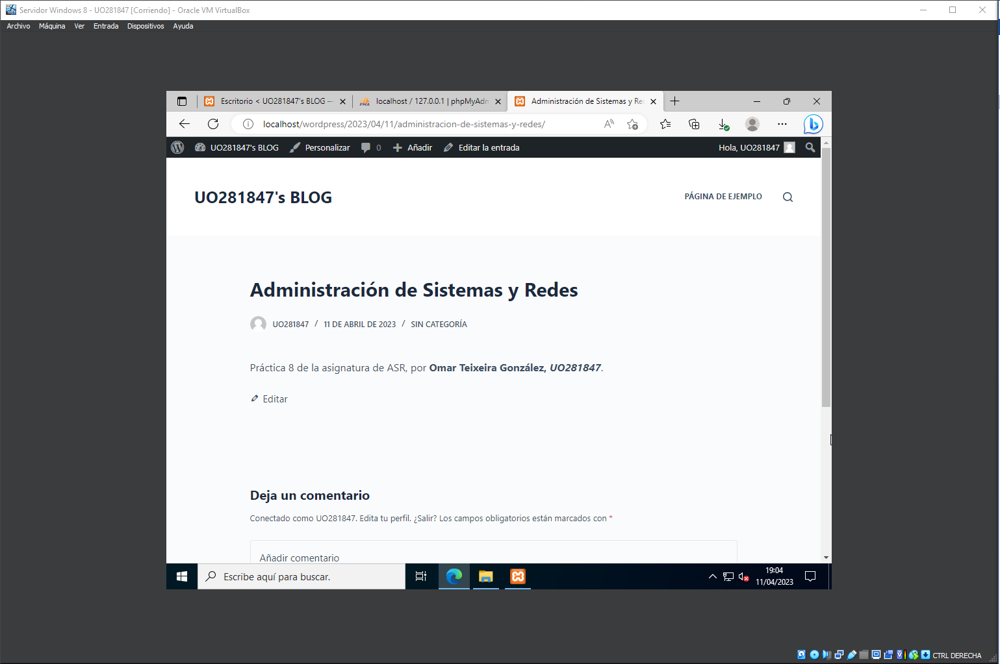 Servidor Windows 8 - UO281847 [Corriendo] - Oracle VM VirtualBox
Archivo Máquina Ver Entrada Dispositivos Ayuda
Escritorio < UO281847's BLOG — localhost / 127.0.0.1 | phpMyAdm Administración de Sistemas y Re
localhost/wordpress/2023/04/11/administracion-de-sistemas-y-redes/
UO281847's BLOG Personalizar 0 Añadir Editar la entrada Hola, UO281847
UO281847's BLOG PÁGINA DE EJEMPLO
Administración de Sistemas y Redes
UO281847 / 11 DE ABRIL DE 2023 / SIN CATEGORÍA
Práctica 8 de la asignatura de ASR, por Omar Teixeira González, UO281847.
Editar
Deja un comentario
Conectado como UO281847. Edita tu perfil. ¿Salir? Los campos obligatorios están marcados con *
Añadir comentario
Escribe aquí para buscar. 19:04
11/04/2023
CTRL DERECHA